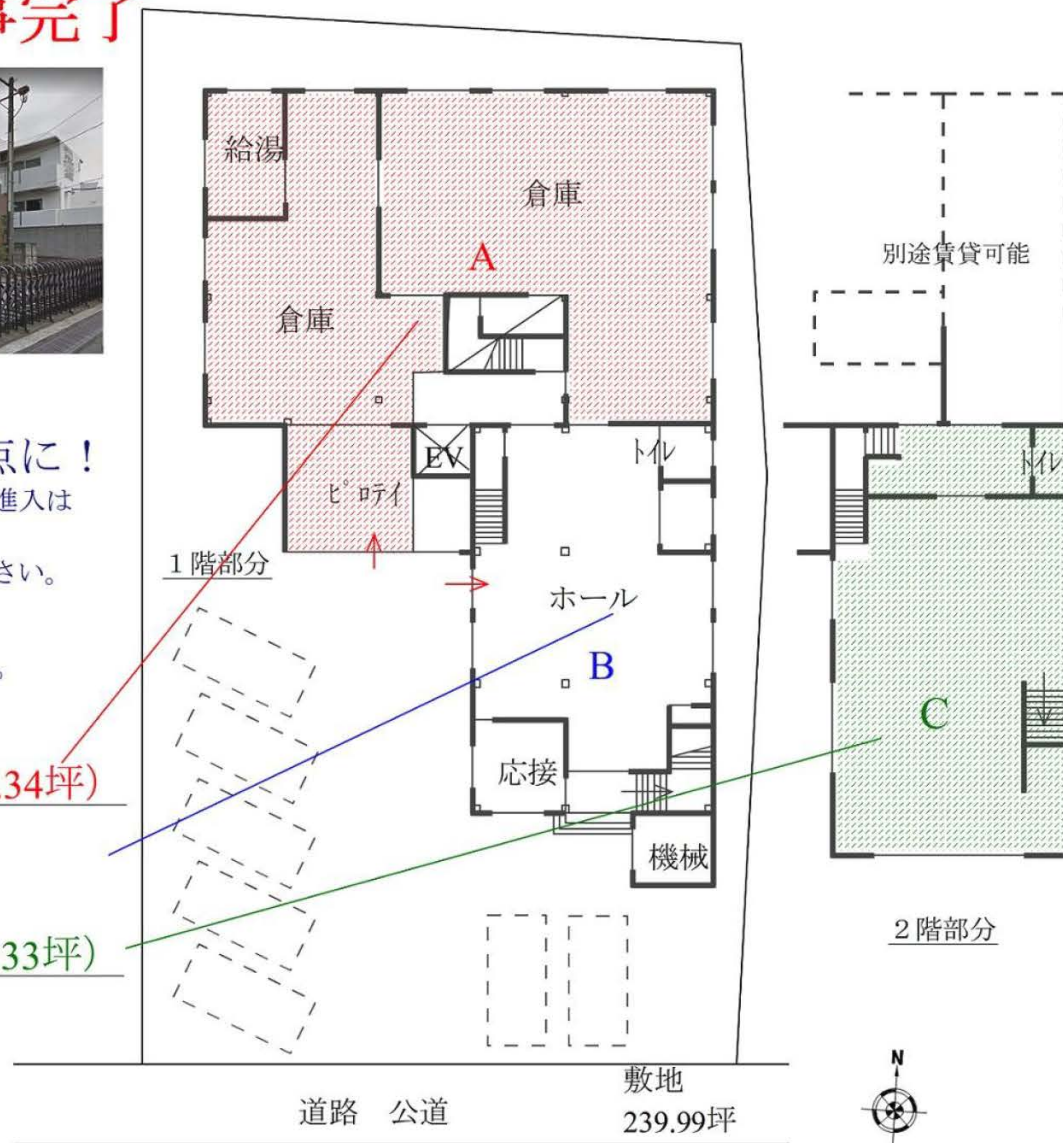 事完了
給湯
倉庫
A
別途賃貸可能
倉庫
点に！
EV
トイレ
トイレ
進入は
ピロテイ
１階部分
さい。
ホール
。
B
C
.34坪）
応接
機械
２階部分
33坪）
N
道路　公道
敷地
239.99坪